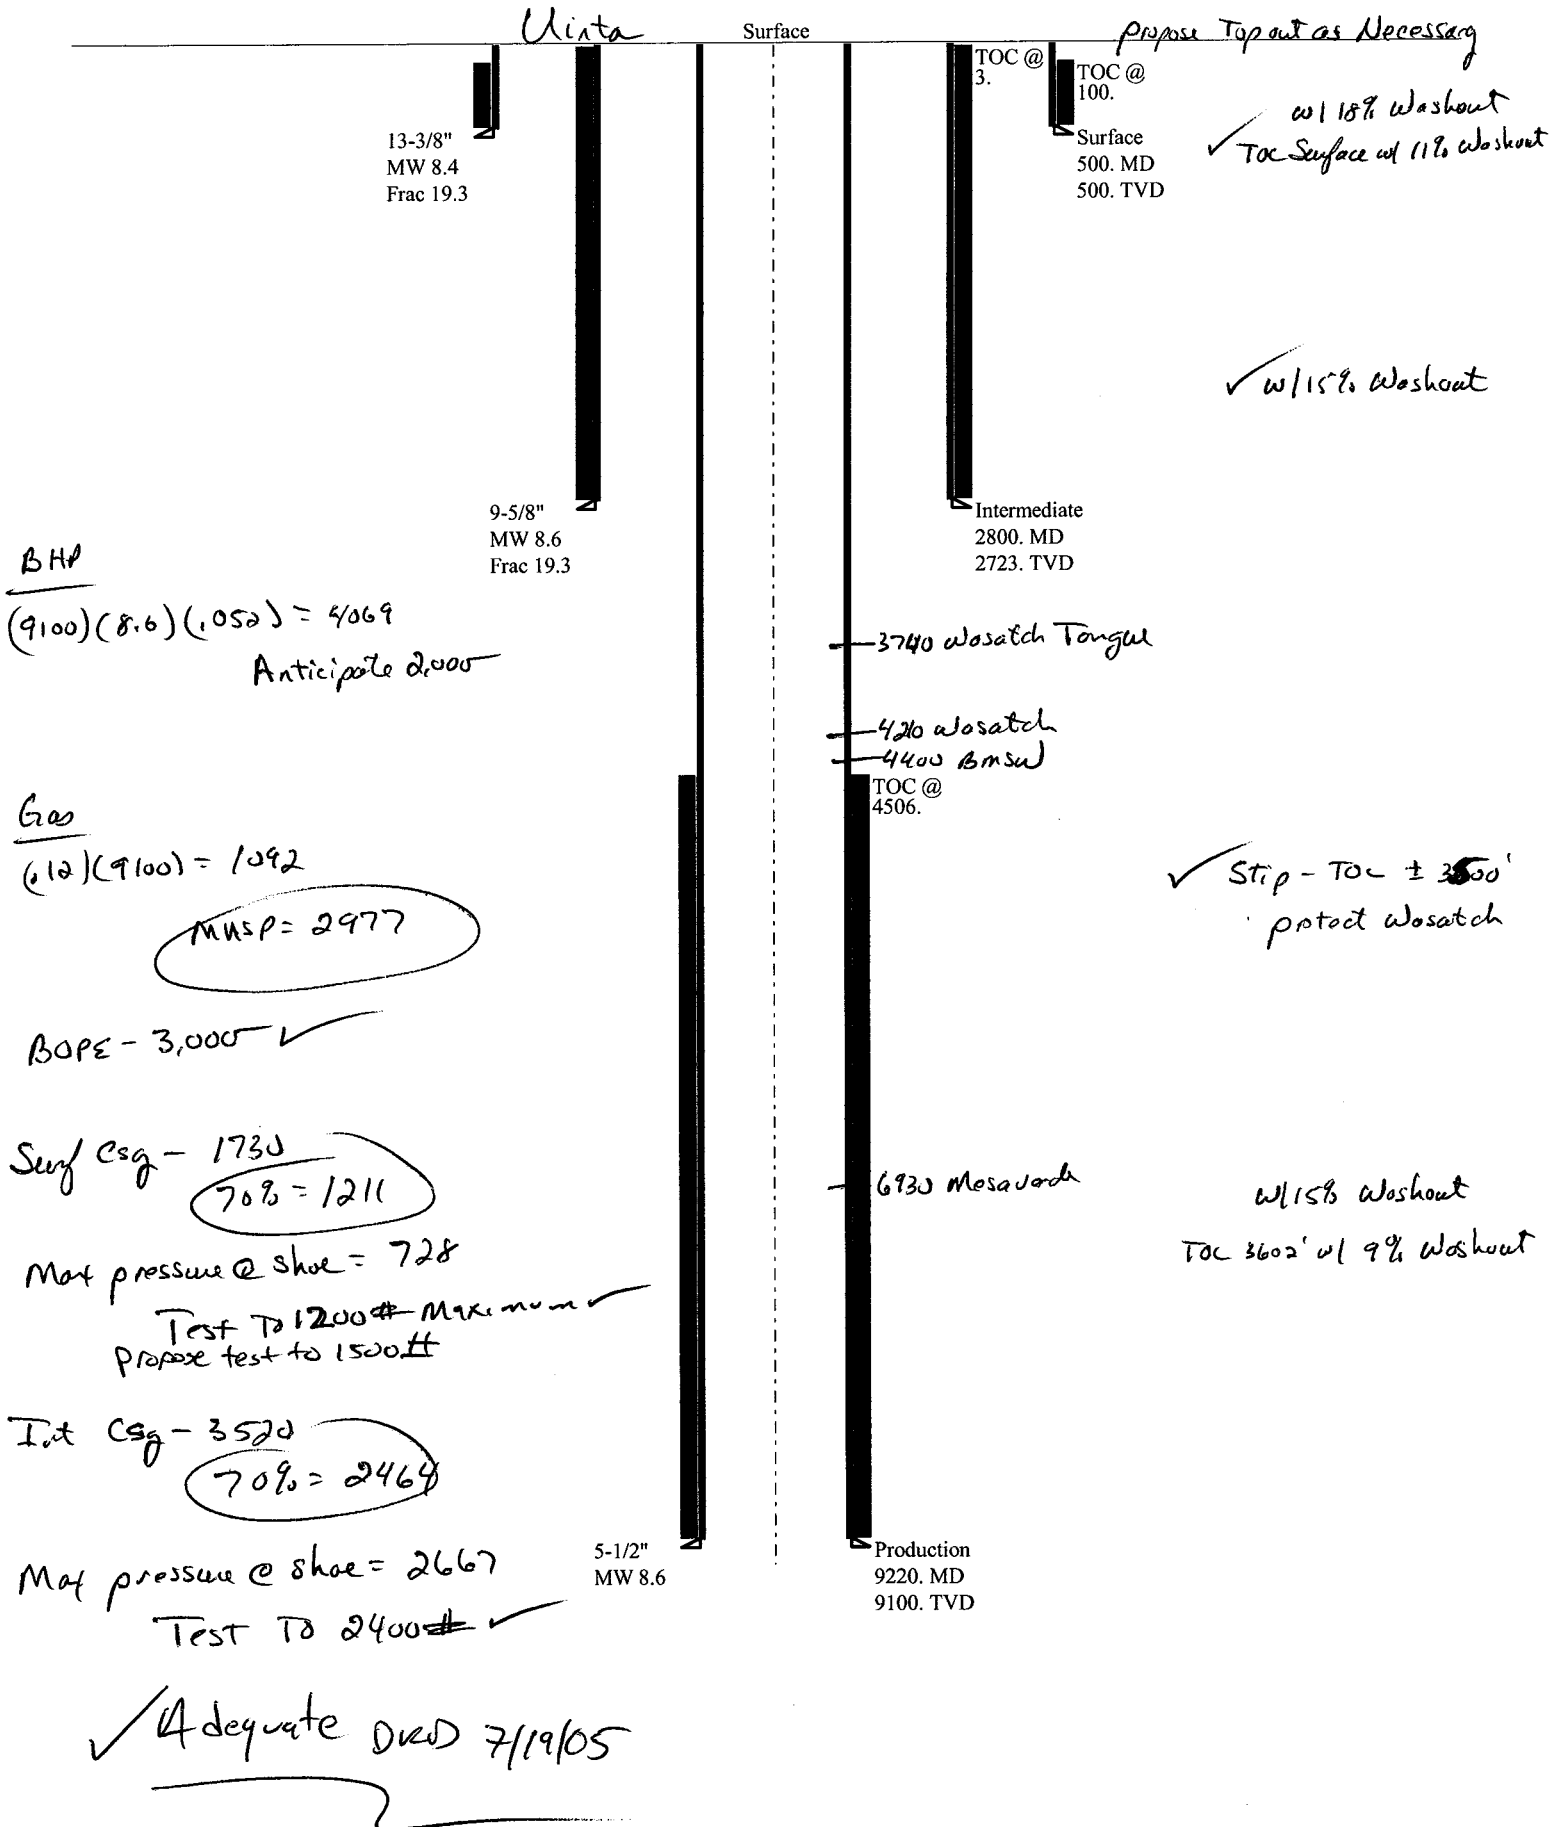 Uinta
Surface
Propose Top out as Necessary
TOC @
3.
TOC @
100.
13-3/8"
MW 8.4
Frac 19.3
Surface
500. MD
500. TVD
w/ 18% Washout
✓ TOC Surface w/ 11% Washout
✓ w/15% Washout
9-5/8"
MW 8.6
Frac 19.3
Intermediate
2800. MD
2723. TVD
BHP
(9100)(8.6)(.052) = 4069
Anticipate 2,000
3740 Wasatch Tongue
4210 Wasatch
4400 BMSW
TOC @
4506.
Gas
(.12)(9100) = 1092
MASP = 2977
✓ Stip - TOC ± 3500'
protect Wasatch
BOPE - 3,000 ✓
Surf Csg - 1730
70% = 1211
Max pressure @ shoe = 728
Test To 1200# Maximum ✓
Propose test to 1500#
6930 Mesaverde
w/15% Washout
TOC 3602' w/ 9% Washout
Int Csg - 3520
70% = 2464
Max pressure @ shoe = 2667
Test To 2400# ✓
5-1/2"
MW 8.6
Production
9220. MD
9100. TVD
✓ Adequate DKD 7/19/05